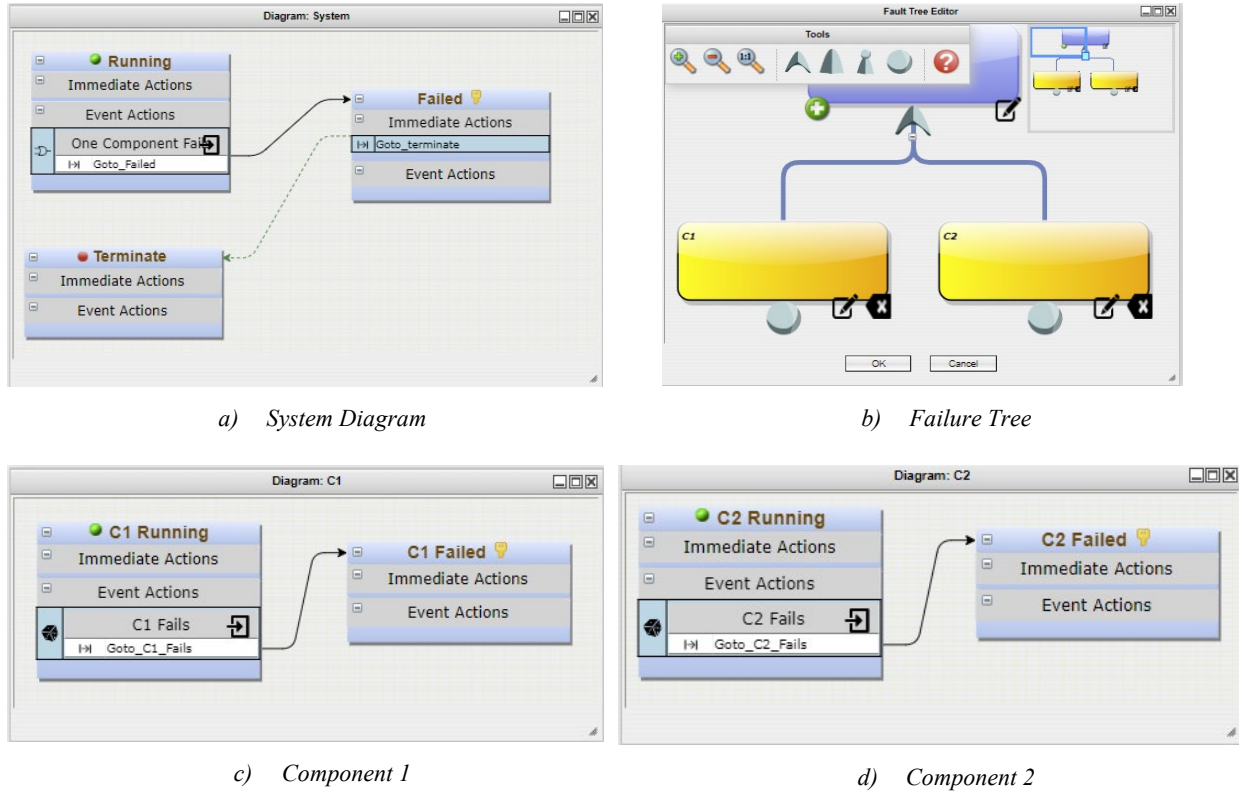 Diagram: System
Running
Immediate Actions
Event Actions
One Component Fails
Goto_Failed
Failed
Immediate Actions
Goto_terminate
Event Actions
Terminate
Immediate Actions
Event Actions
a) System Diagram
Fault Tree Editor
Tools
1:1
C1
C2
OK
Cancel
b) Failure Tree
Diagram: C1
C1 Running
Immediate Actions
Event Actions
C1 Fails
Goto_C1_Fails
C1 Failed
Immediate Actions
Event Actions
c) Component 1
Diagram: C2
C2 Running
Immediate Actions
Event Actions
C2 Fails
Goto_C2_Fails
C2 Failed
Immediate Actions
Event Actions
d) Component 2